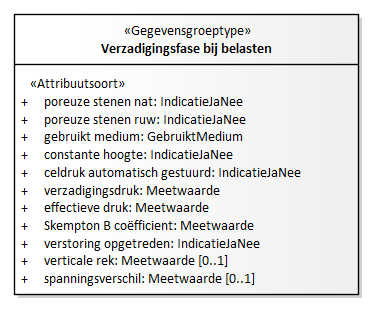 «Gegevensgroeptype»
Verzadigingsfase bij belasten
«Attribuutsoort»
+ poreuze stenen nat: IndicatieJaNee
+ poreuze stenen ruw: IndicatieJaNee
+ gebruikt medium: GebruiktMedium
+ constante hoogte: IndicatieJaNee
+ celdruk automatisch gestuurd: IndicatieJaNee
+ verzadigingsdruk: Meetwaarde
+ effectieve druk: Meetwaarde
+ Skempton B coëfficient: Meetwaarde
+ verstoring opgetreden: IndicatieJaNee
+ verticale rek: Meetwaarde [0..1]
+ spanningsverschil: Meetwaarde [0..1]